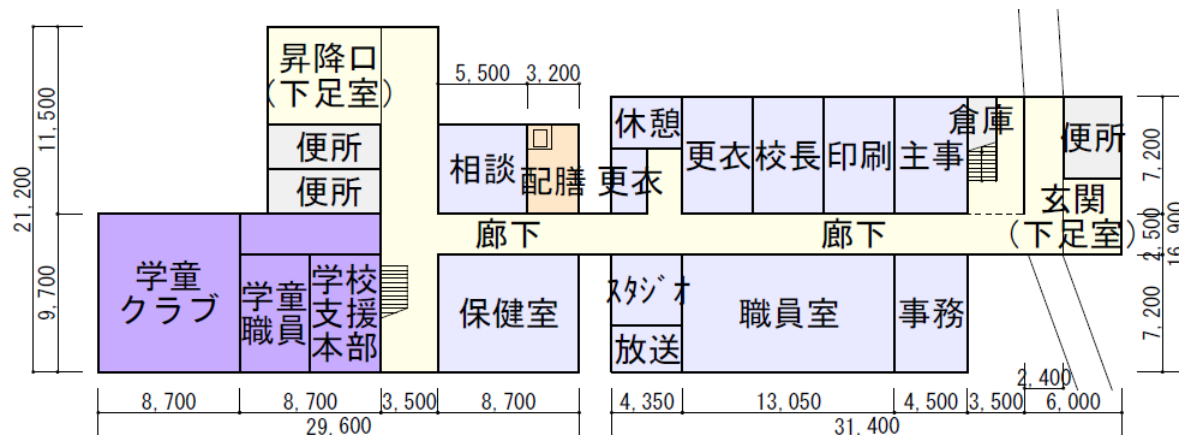 昇降口
(下足室)
5,500
3,200
11,500
21,200
9,700
便所
便所
相談
配膳
休憩
更衣
更衣
校長
印刷
主事
倉庫
便所
玄関
(下足室)
7,200
2,500
16,900
7,200
廊下
廊下
学童
クラブ
学童
職員
学校
支援
本部
保健室
スタジオ
放送
職員室
事務
2,400
8,700
8,700
3,500
8,700
4,350
13,050
4,500
3,500
6,000
29,600
31,400